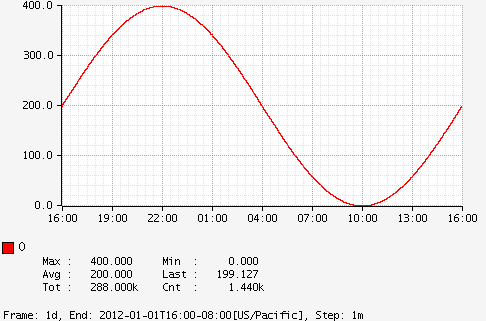 400.0
300.0
200.0
100.0
0.0
16:00 19:00 22:00 01:00 04:00 07:00 10:00 13:00 16:00
0
Max : 400.000 Min : 0.000
Avg : 200.000 Last : 199.127
Tot : 288.000k Cnt : 1.440k
Frame: 1d, End: 2012-01-01T16:00-08:00[US/Pacific], Step: 1m